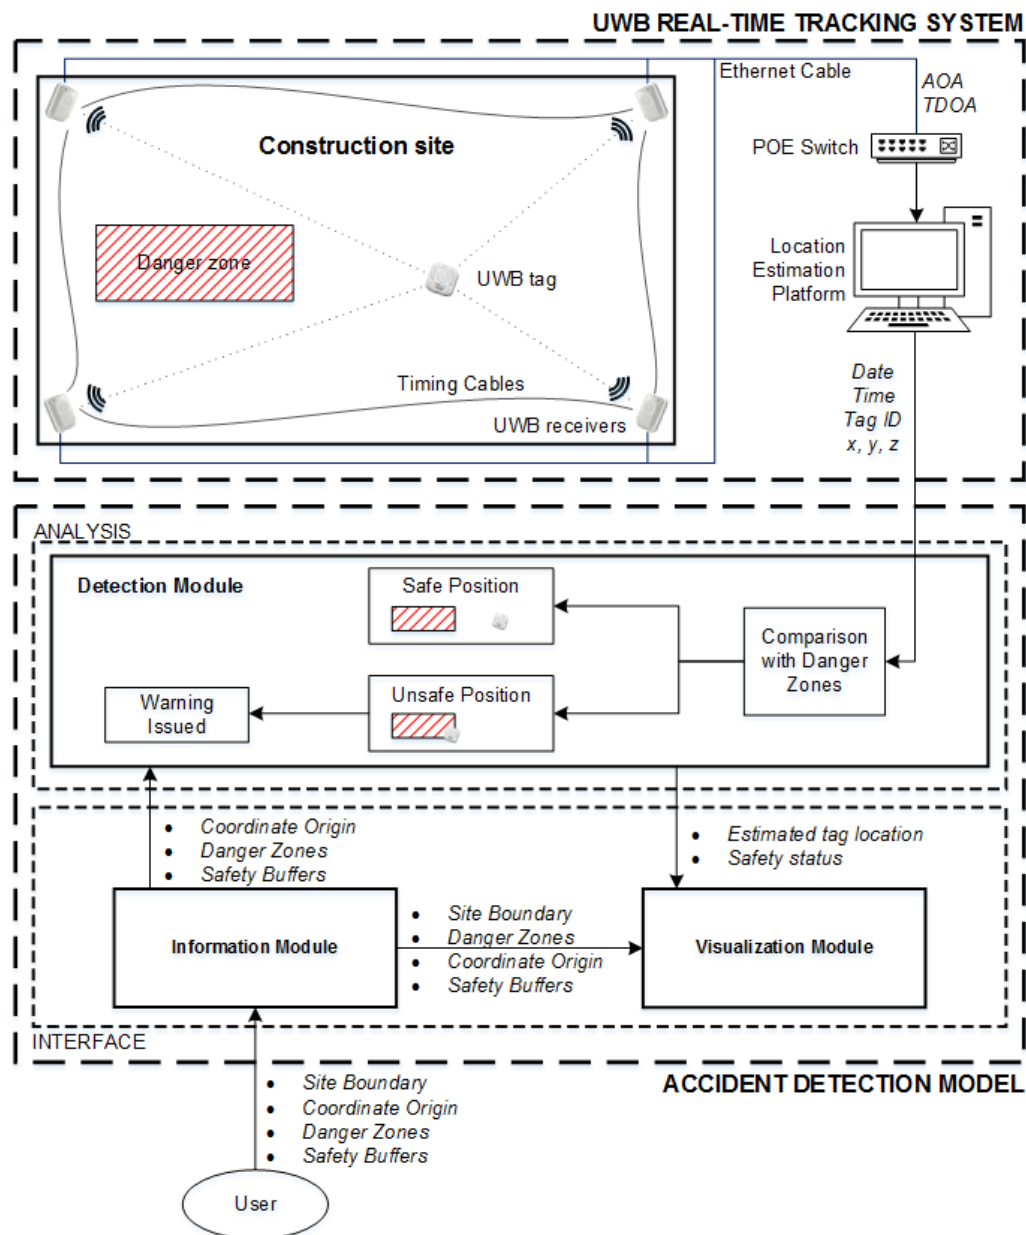 UWB REAL-TIME TRACKING SYSTEM
Ethernet Cable
AOA
TDOA
Construction site
POE Switch
Danger zone
UWB tag
Location
Estimation
Platform
Timing Cables
UWB receivers
Date
Time
Tag ID
x, y, z
ANALYSIS
Detection Module
Safe Position
Comparison
with Danger
Zones
Unsafe Position
Warning
Issued
• Coordinate Origin
• Danger Zones
• Safety Buffers
• Estimated tag location
• Safety status
Information Module
• Site Boundary
• Danger Zones
• Coordinate Origin
• Safety Buffers
Visualization Module
INTERFACE
ACCIDENT DETECTION MODEL
• Site Boundary
• Coordinate Origin
• Danger Zones
• Safety Buffers
User